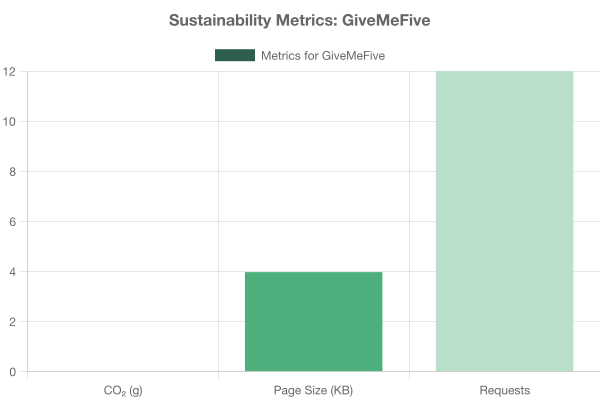 Sustainability Metrics: GiveMeFive
Metrics for GiveMeFive
12
10
8
6
4
2
0
CO₂ (g)
Page Size (KB)
Requests